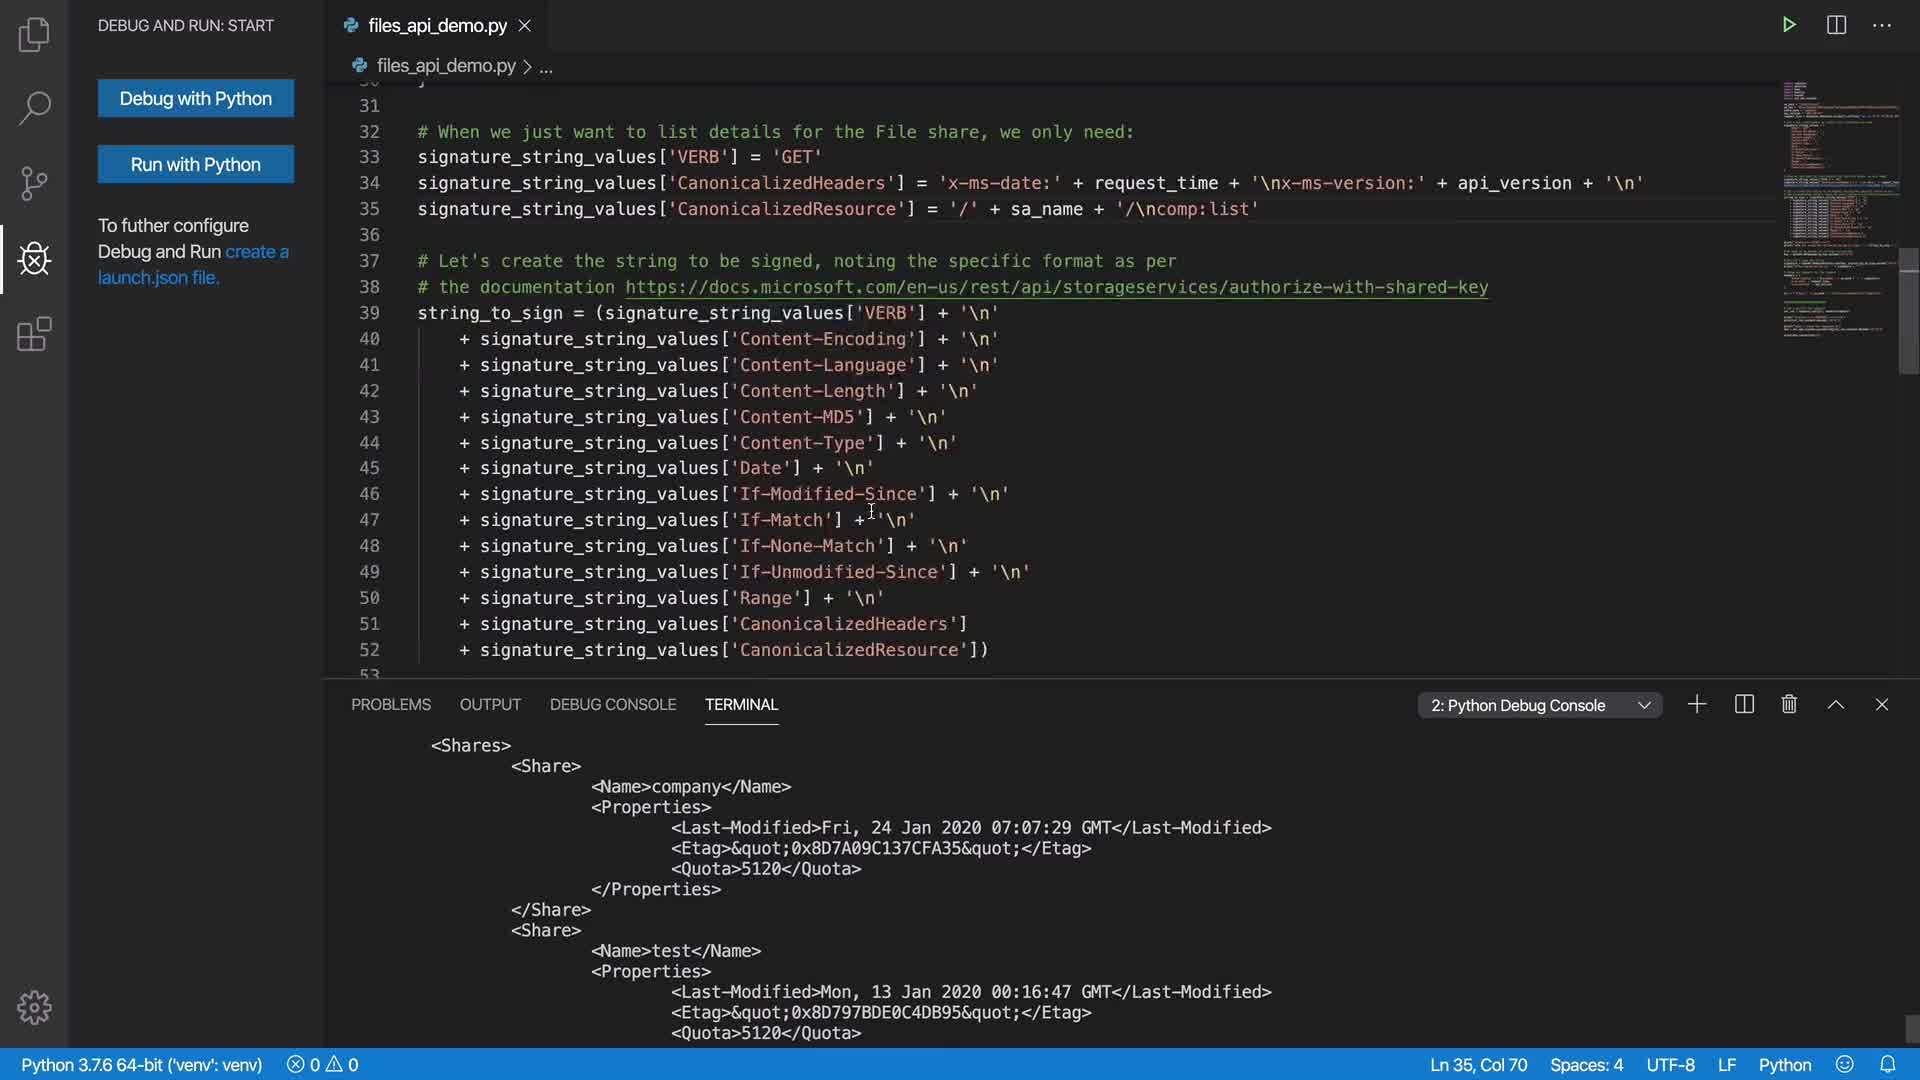 DEBUG AND RUN: START
Debug with Python
Run with Python
To futher configure
Debug and Run create a
launch.json file.
files_api_demo.py
files_api_demo.py > ...
31
32 # When we just want to list details for the File share, we only need:
33 signature_string_values['VERB'] = 'GET'
34 signature_string_values['CanonicalizedHeaders'] = 'x-ms-date:' + request_time + '\nx-ms-version:' + api_version + '\n'
35 signature_string_values['CanonicalizedResource'] = '/' + sa_name + '/\ncomp:list'
36
37 # Let's create the string to be signed, noting the specific format as per
38 # the documentation https://docs.microsoft.com/en-us/rest/api/storageservices/authorize-with-shared-key
39 string_to_sign = (signature_string_values['VERB'] + '\n'
40 + signature_string_values['Content-Encoding'] + '\n'
41 + signature_string_values['Content-Language'] + '\n'
42 + signature_string_values['Content-Length'] + '\n'
43 + signature_string_values['Content-MD5'] + '\n'
44 + signature_string_values['Content-Type'] + '\n'
45 + signature_string_values['Date'] + '\n'
46 + signature_string_values['If-Modified-Since'] + '\n'
47 + signature_string_values['If-Match'] + '\n'
48 + signature_string_values['If-None-Match'] + '\n'
49 + signature_string_values['If-Unmodified-Since'] + '\n'
50 + signature_string_values['Range'] + '\n'
51 + signature_string_values['CanonicalizedHeaders']
52 + signature_string_values['CanonicalizedResource'])
53
PROBLEMS OUTPUT DEBUG CONSOLE TERMINAL 2: Python Debug Console
<Shares>
<Share>
<Name>company</Name>
<Properties>
<Last-Modified>Fri, 24 Jan 2020 07:07:29 GMT</Last-Modified>
<Etag>&quot;0x8D7A09C137CFA35&quot;</Etag>
<Quota>5120</Quota>
</Properties>
</Share>
<Share>
<Name>test</Name>
<Properties>
<Last-Modified>Mon, 13 Jan 2020 00:16:47 GMT</Last-Modified>
<Etag>&quot;0x8D797BDE0C4DB95&quot;</Etag>
<Quota>5120</Quota>
Python 3.7.6 64-bit ('venv': venv) 0 0 Ln 35, Col 70 Spaces: 4 UTF-8 LF Python